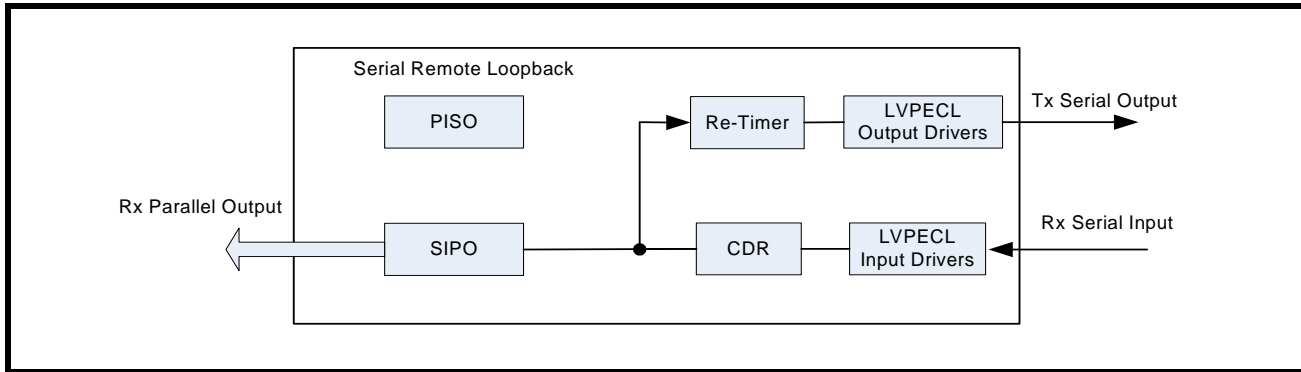 Serial Remote Loopback
PISO
Re-Timer
LVPECL
Output Drivers
Tx Serial Output
Rx Parallel Output
SIPO
CDR
LVPECL
Input Drivers
Rx Serial Input